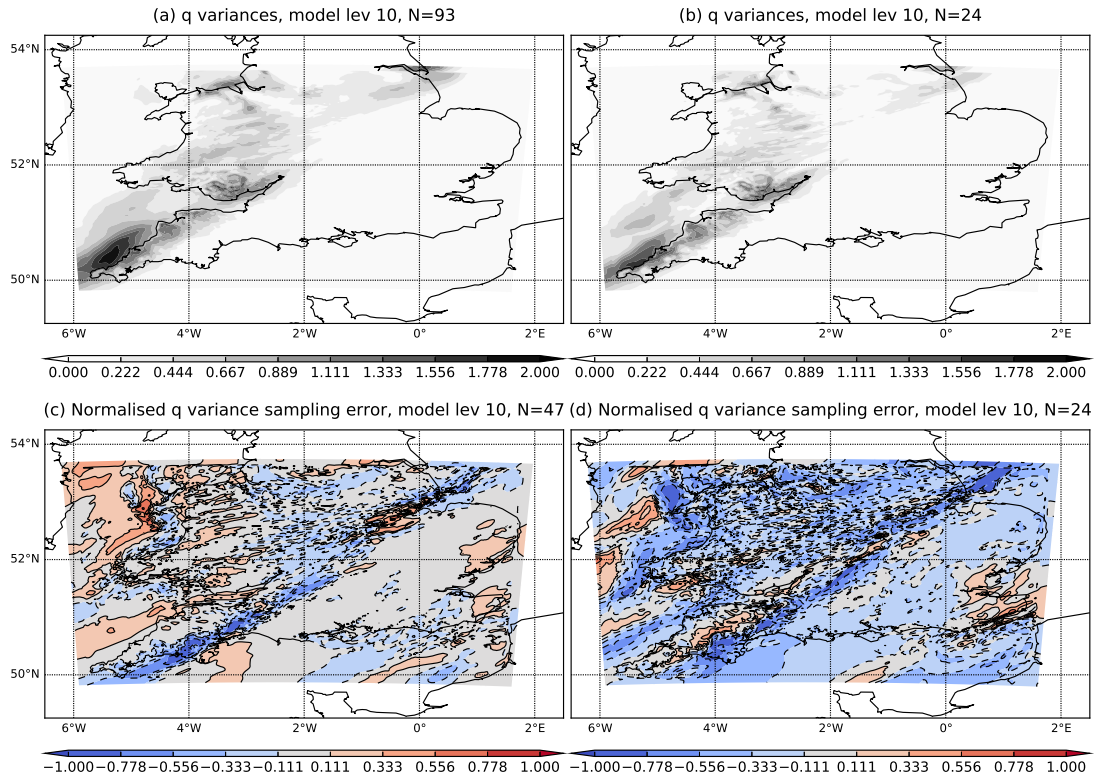 (a) q variances, model lev 10, N=93
(b) q variances, model lev 10, N=24
54°N
52°N
50°N
54°N
52°N
50°N
6°W 4°W 2°W 0° 2°E
6°W 4°W 2°W 0° 2°E
0.000 0.222 0.444 0.667 0.889 1.111 1.333 1.556 1.778 2.000
0.000 0.222 0.444 0.667 0.889 1.111 1.333 1.556 1.778 2.000
(c) Normalised q variance sampling error, model lev 10, N=47
(d) Normalised q variance sampling error, model lev 10, N=24
54°N
52°N
50°N
54°N
52°N
50°N
6°W 4°W 2°W 0° 2°E
6°W 4°W 2°W 0° 2°E
−1.000 −0.778 −0.556 −0.333 −0.111 0.111 0.333 0.556 0.778 1.000
−1.000 −0.778 −0.556 −0.333 −0.111 0.111 0.333 0.556 0.778 1.000